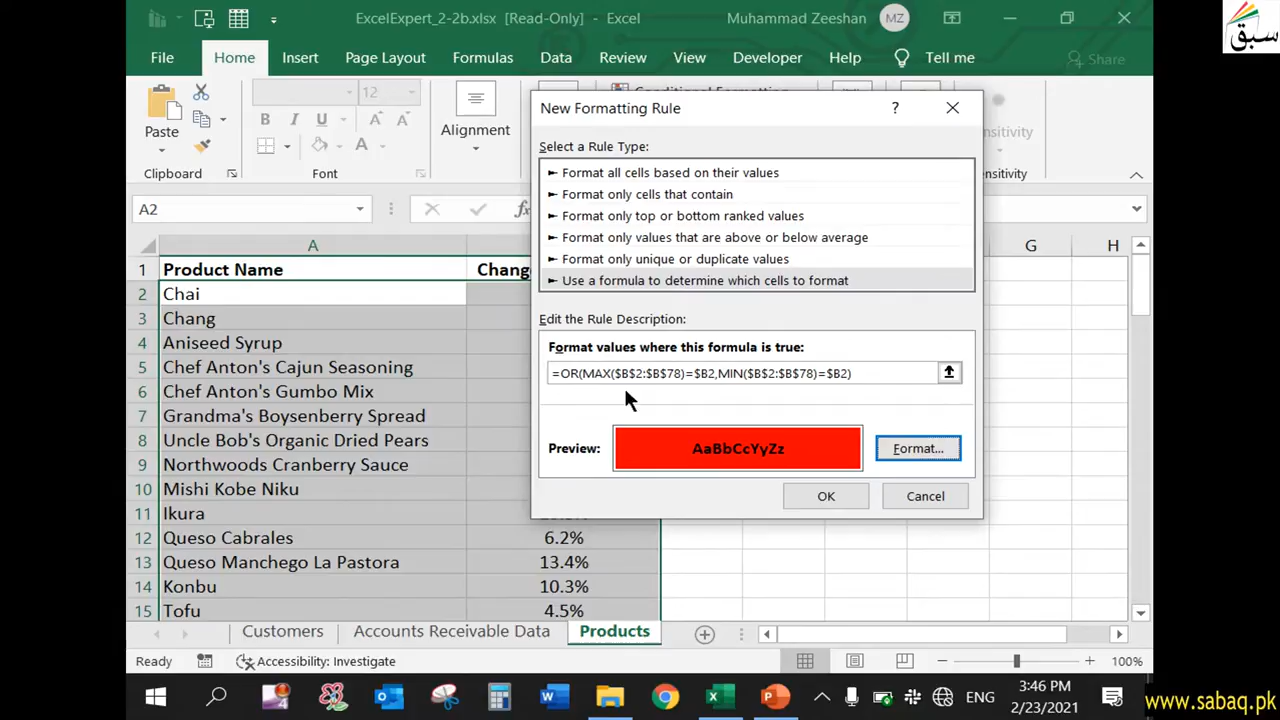 ExcelExpert_2-2b.xlsx [Read-Only] - Excel
Muhammad Zeeshan
MZ
سبق
File Home Insert Page Layout Formulas Data Review View Developer Help Tell me Share
Paste
B I U
12
A A
A
Clipboard
Font
Alignment
Conditional Formatting
Sensitivity
A2
fx
A G H
1 Product Name Chang
2 Chai
3 Chang
4 Aniseed Syrup
5 Chef Anton's Cajun Seasoning
6 Chef Anton's Gumbo Mix
7 Grandma's Boysenberry Spread
8 Uncle Bob's Organic Dried Pears
9 Northwoods Cranberry Sauce
10 Mishi Kobe Niku
11 Ikura
12 Queso Cabrales 6.2%
13 Queso Manchego La Pastora 13.4%
14 Konbu 10.3%
15 Tofu 4.5%
New Formatting Rule
?
Select a Rule Type:
► Format all cells based on their values
► Format only cells that contain
► Format only top or bottom ranked values
► Format only values that are above or below average
► Format only unique or duplicate values
► Use a formula to determine which cells to format
Edit the Rule Description:
Format values where this formula is true:
=OR(MAX($B$2:$B$78)=$B2,MIN($B$2:$B$78)=$B2)
Preview:
AaBbCcYyZz
Format...
OK
Cancel
Customers Accounts Receivable Data Products
Ready Accessibility: Investigate 100%
ENG
3:46 PM
2/23/2021
www.sabaq.pk